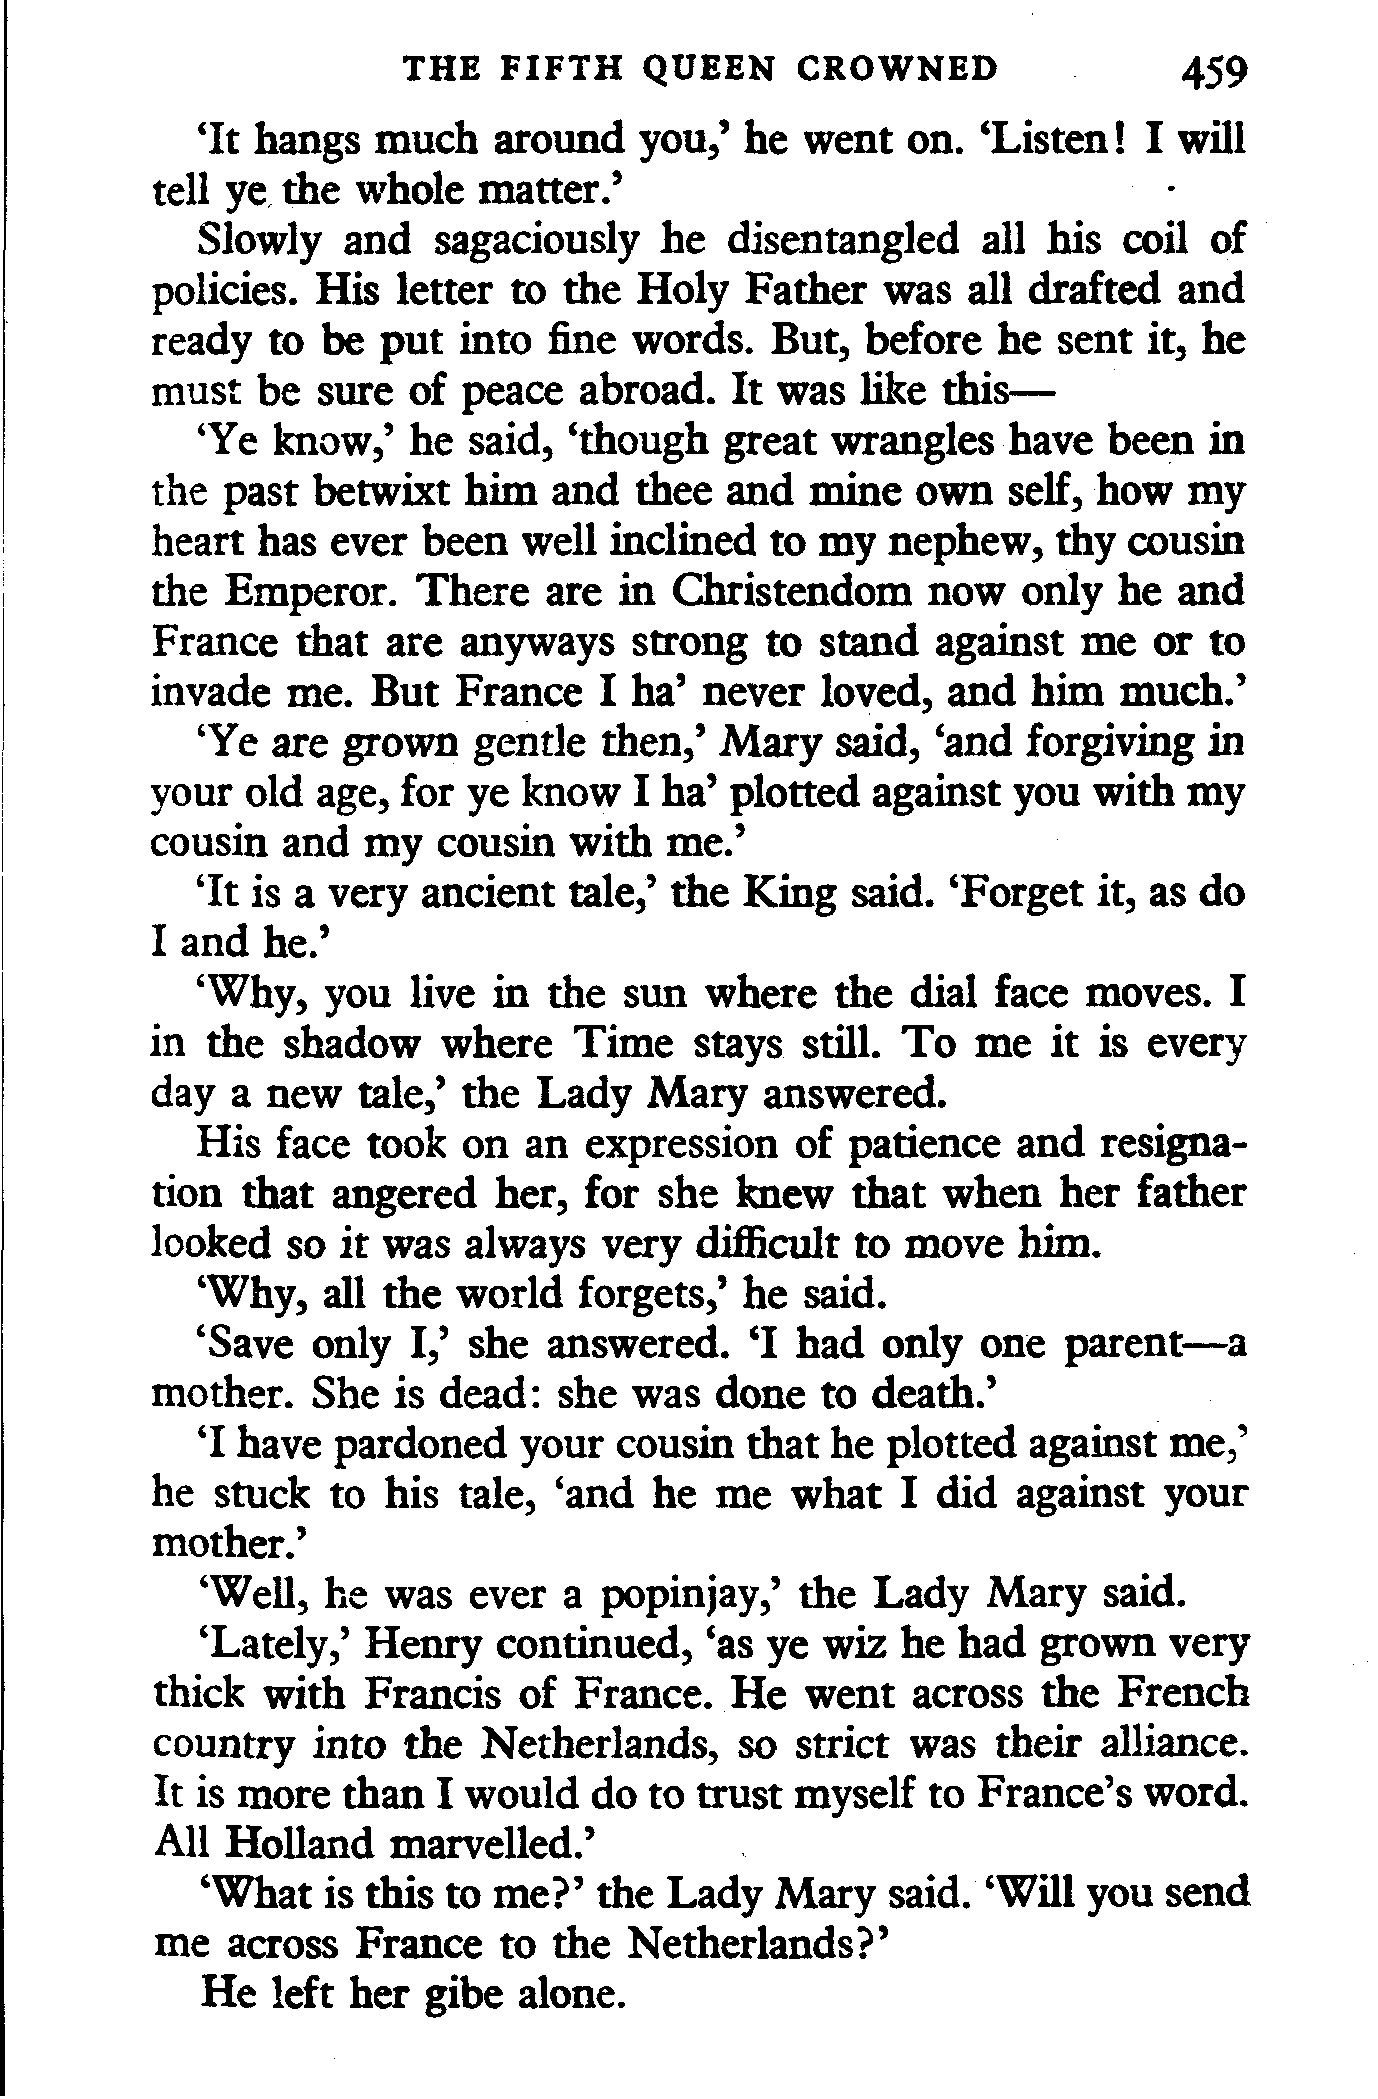 THE FIFTH QUEEN CROWNED 459
‘It hangs much around you,’ he went on. ‘Listen! I will
tell ye the whole matter.’
Slowly and sagaciously he disentangled all his coil of
policies. His letter to the Holy Father was all drafted and
ready to be put into fine words. But, before he sent it, he
must be sure of peace abroad. It was like this—
‘Ye know,’ he said, ‘though great wrangles have been in
the past betwixt him and thee and mine own self, how my
heart has ever been well inclined to my nephew, thy cousin
the Emperor. There are in Christendom now only he and
France that are anyways strong to stand against me or to
invade me. But France I ha’ never loved, and him much.’
‘Ye are grown gentle then,’ Mary said, ‘and forgiving in
your old age, for ye know I ha’ plotted against you with my
cousin and my cousin with me.’
‘It is a very ancient tale,’ the King said. ‘Forget it, as do
I and he.’
‘Why, you live in the sun where the dial face moves. I
in the shadow where Time stays still. To me it is every
day a new tale,’ the Lady Mary answered.
His face took on an expression of patience and resigna-
tion that angered her, for she knew that when her father
looked so it was always very difficult to move him.
‘Why, all the world forgets,’ he said.
‘Save only I,’ she answered. ‘I had only one parent—a
mother. She is dead: she was done to death.’
‘I have pardoned your cousin that he plotted against me,’
he stuck to his tale, ‘and he me what I did against your
mother.’
‘Well, he was ever a popinjay,’ the Lady Mary said.
‘Lately,’ Henry continued, ‘as ye wiz he had grown very
thick with Francis of France. He went across the French
country into the Netherlands, so strict was their alliance.
It is more than I would do to trust myself to France’s word.
All Holland marvelled.’
‘What is this to me?’ the Lady Mary said. ‘Will you send
me across France to the Netherlands?’
He left her gibe alone.